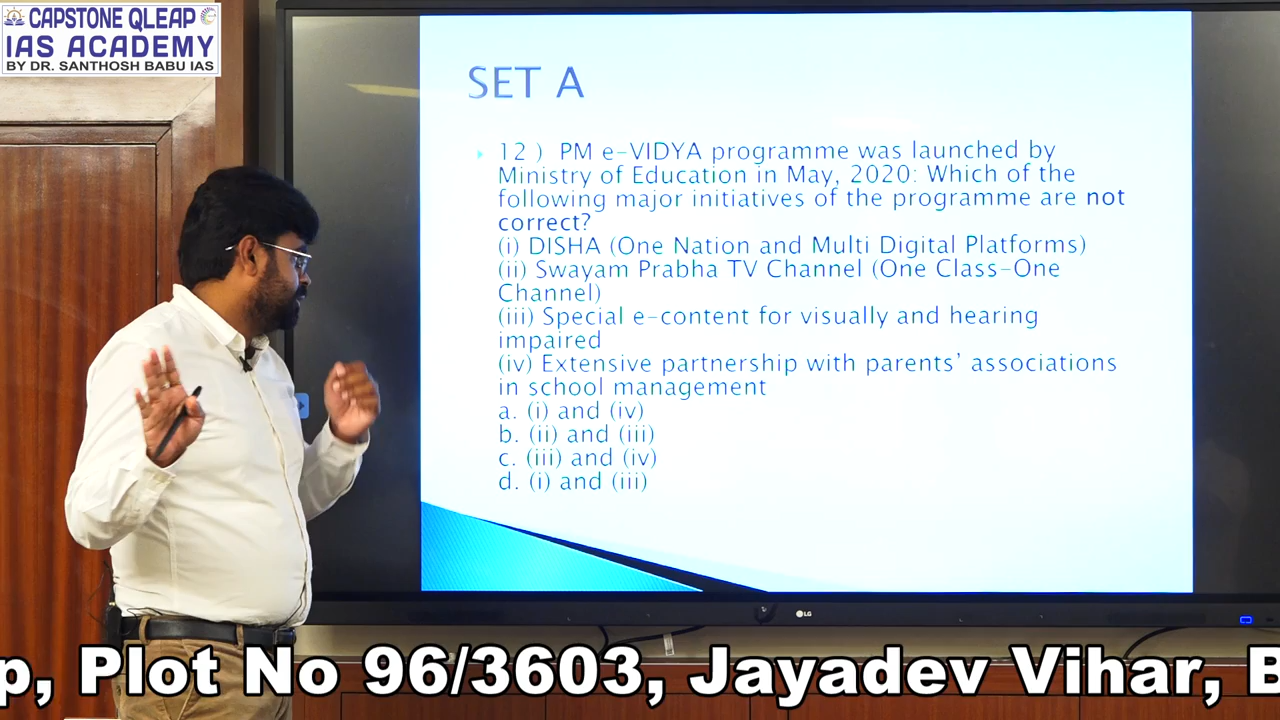 CAPSTONE QLEAP
IAS ACADEMY
BY DR. SANTHOSH BABU IAS
SET A
12 ) PM e-VIDYA programme was launched by
Ministry of Education in May, 2020: Which of the
following major initiatives of the programme are not
correct?
(i) DISHA (One Nation and Multi Digital Platforms)
(ii) Swayam Prabha TV Channel (One Class-One
Channel)
(iii) Special e-content for visually and hearing
impaired
(iv) Extensive partnership with parents' associations
in school management
a. (i) and (iv)
b. (ii) and (iii)
c. (iii) and (iv)
d. (i) and (iii)
LG
p, Plot No 96/3603, Jayadev Vihar, B